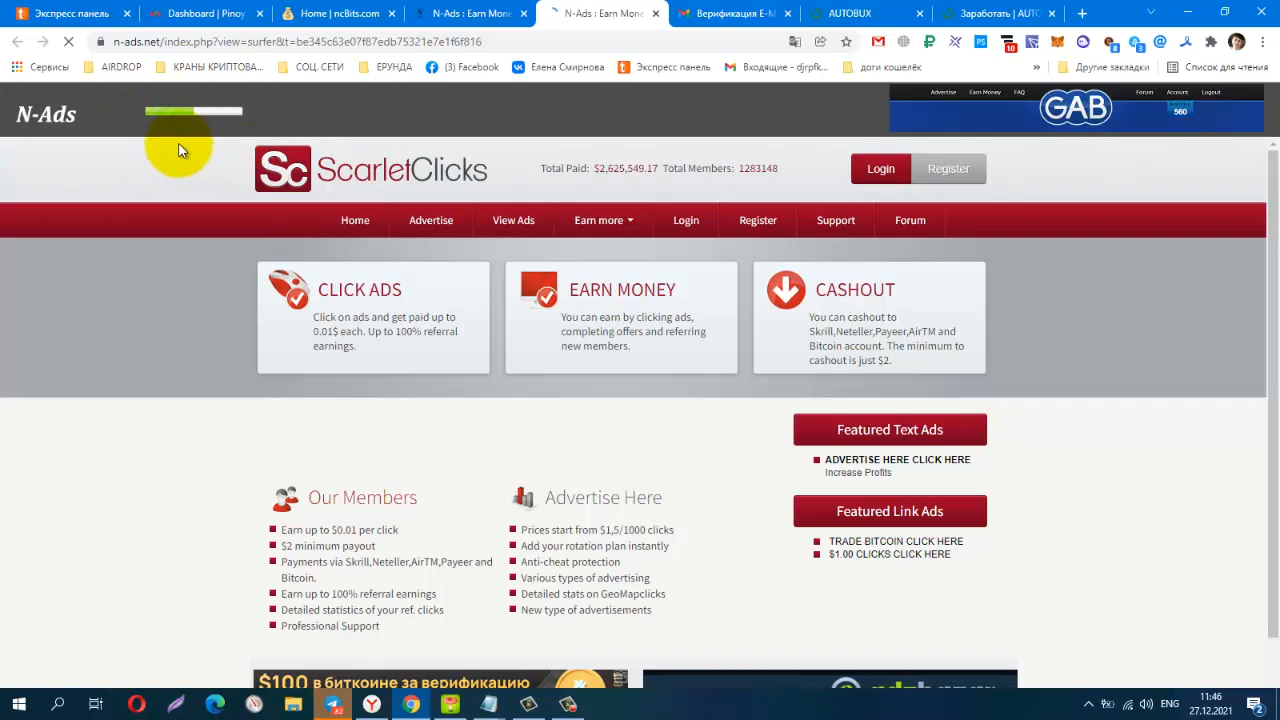 Экспресс панель
Dashboard | Pinoy
Home | ncBits.com
N-Ads : Earn Mone
N-Ads : Earn Mone
Верификация E-M
AUTOBUX
Заработать | AUTO
n-ads.net/index.php?view=surfer&t=be345c63e07f87edb75321e7e1f6f816
Сервисы
AIRDROP
КРАНЫ КРИПТОВА...
СОЦ. СЕТИ
ЕРУНДА
(3) Facebook
Елена Смирнова
Экспресс панель
Входящие - djrpfk...
доги кошелёк
»
Другие закладки
Список для чтения
N-Ads
Advertise Earn Money FAQ
GAB
Forum Account Logout
560
Sc ScarletClicks
Total Paid: $2,625,549.17 Total Members: 1283148
Login
Register
Home
Advertise
View Ads
Earn more
Login
Register
Support
Forum
CLICK ADS
Click on ads and get paid up to
0.01$ each. Up to 100% referral
earnings.
EARN MONEY
You can earn by clicking ads,
completing offers and referring
new members.
CASHOUT
You can cashout to
Skrill,Neteller,Payeer,AirTM and
Bitcoin account. The minimum to
cashout is just $2.
Featured Text Ads
ADVERTISE HERE CLICK HERE
Increase Profits
Featured Link Ads
TRADE BITCOIN CLICK HERE
$1.00 CLICKS CLICK HERE
Our Members
Earn up to $0.01 per click
$2 minimum payout
Payments via Skrill,Neteller,AirTM,Payeer and
Bitcoin.
Earn up to 100% referral earnings
Detailed statistics of your ref. clicks
Professional Support
Advertise Here
Prices start from $1,5/1000 clicks
Add your rotation plan instantly
Anti-cheat protection
Various types of advertising
Detailed stats on GeoMapclicks
New type of advertisements
$100 в биткоине за верификацию
ENG
11:46
27.12.2021